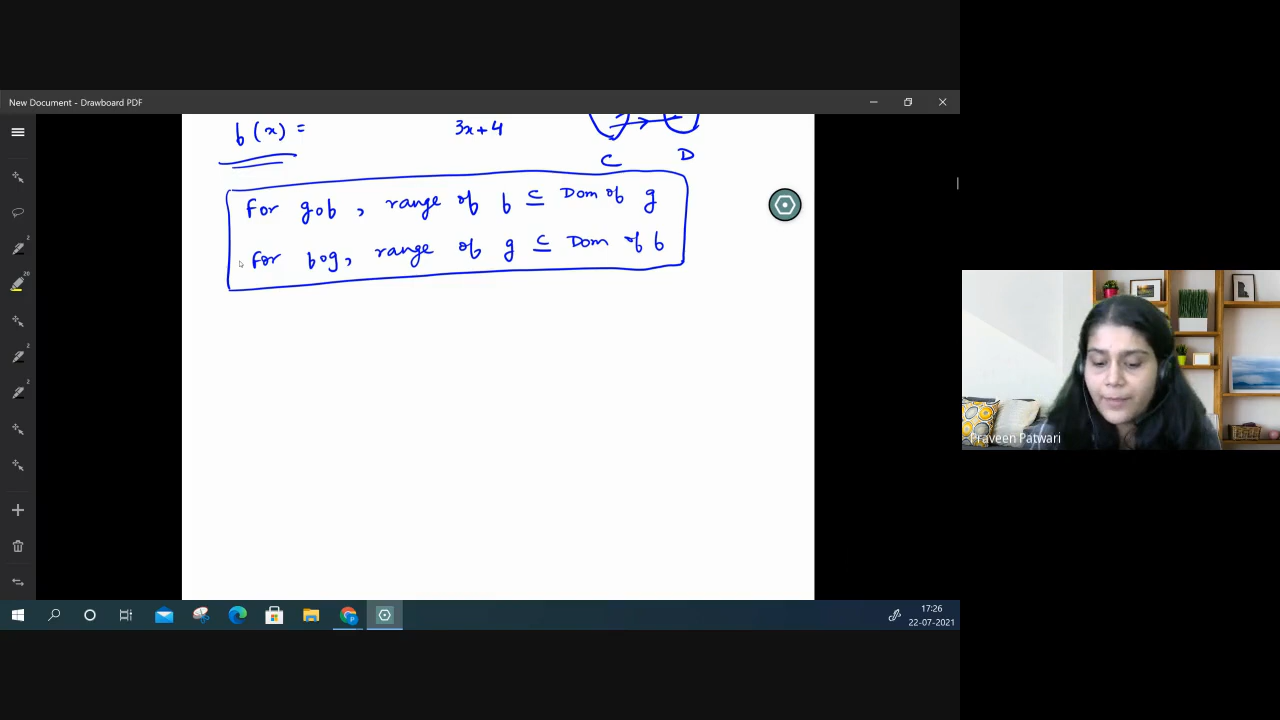 New Document - Drawboard PDF
f(x) = 3x+4
C D
For gof, range of f ⊆ Dom of g
For fog, range of g ⊆ Dom of f
Praveen Patwari
17:26
22-07-2021